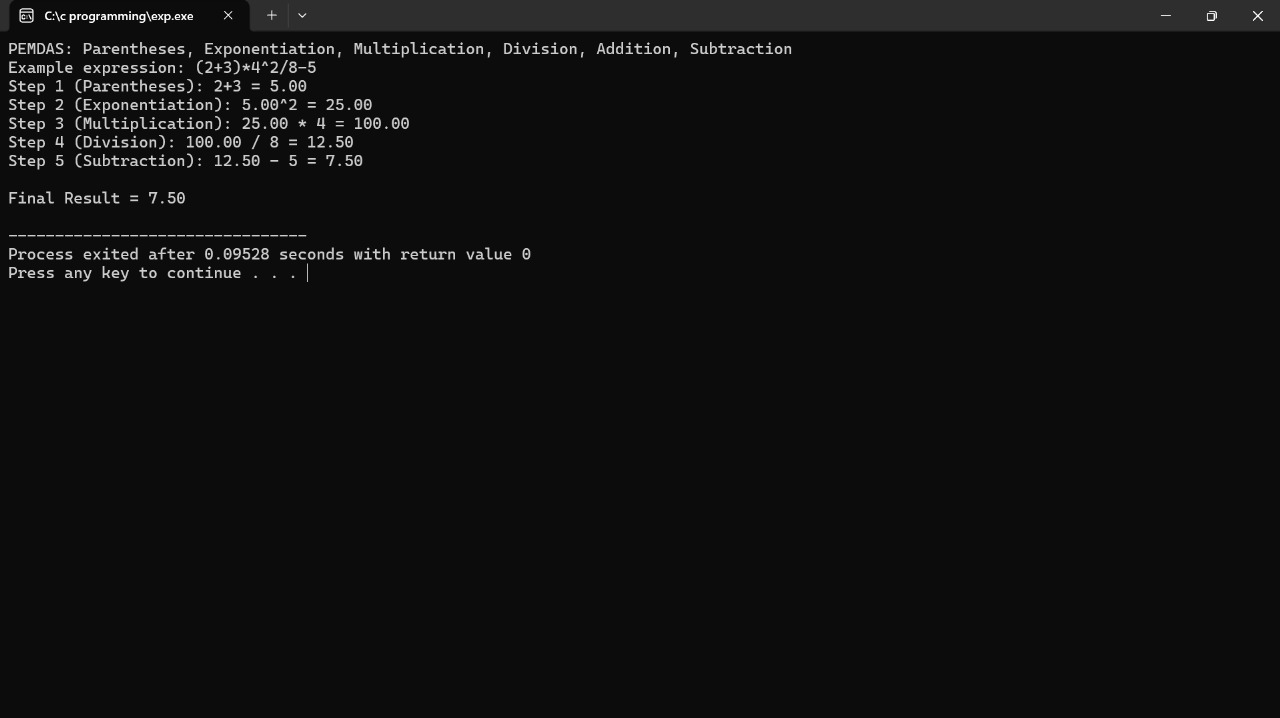 C:\c programming\exp.exe
PEMDAS: Parentheses, Exponentiation, Multiplication, Division, Addition, Subtraction
Example expression: (2+3)*4^2/8-5
Step 1 (Parentheses): 2+3 = 5.00
Step 2 (Exponentiation): 5.00^2 = 25.00
Step 3 (Multiplication): 25.00 * 4 = 100.00
Step 4 (Division): 100.00 / 8 = 12.50
Step 5 (Subtraction): 12.50 - 5 = 7.50
Final Result = 7.50
--------------------------------
Process exited after 0.09528 seconds with return value 0
Press any key to continue . . .